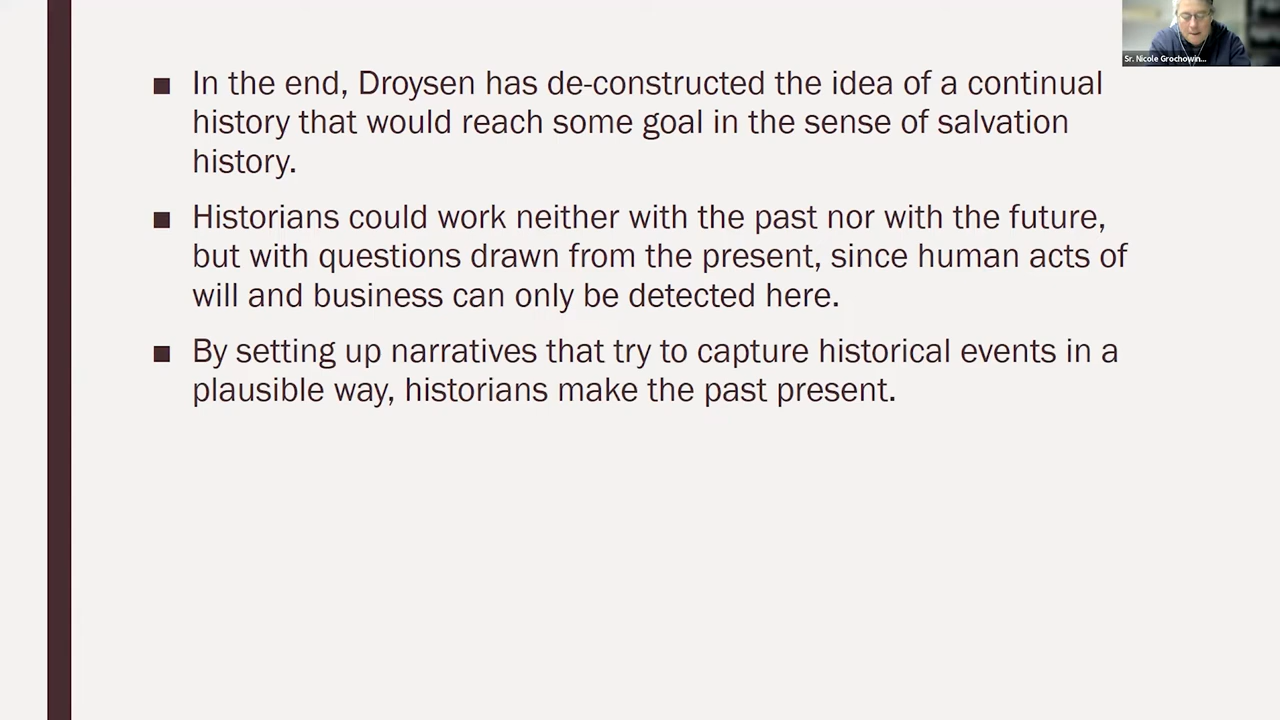 Sr. Nicole Grochowin...
■ In the end, Droysen has de-constructed the idea of a continual
history that would reach some goal in the sense of salvation
history.
■ Historians could work neither with the past nor with the future,
but with questions drawn from the present, since human acts of
will and business can only be detected here.
■ By setting up narratives that try to capture historical events in a
plausible way, historians make the past present.